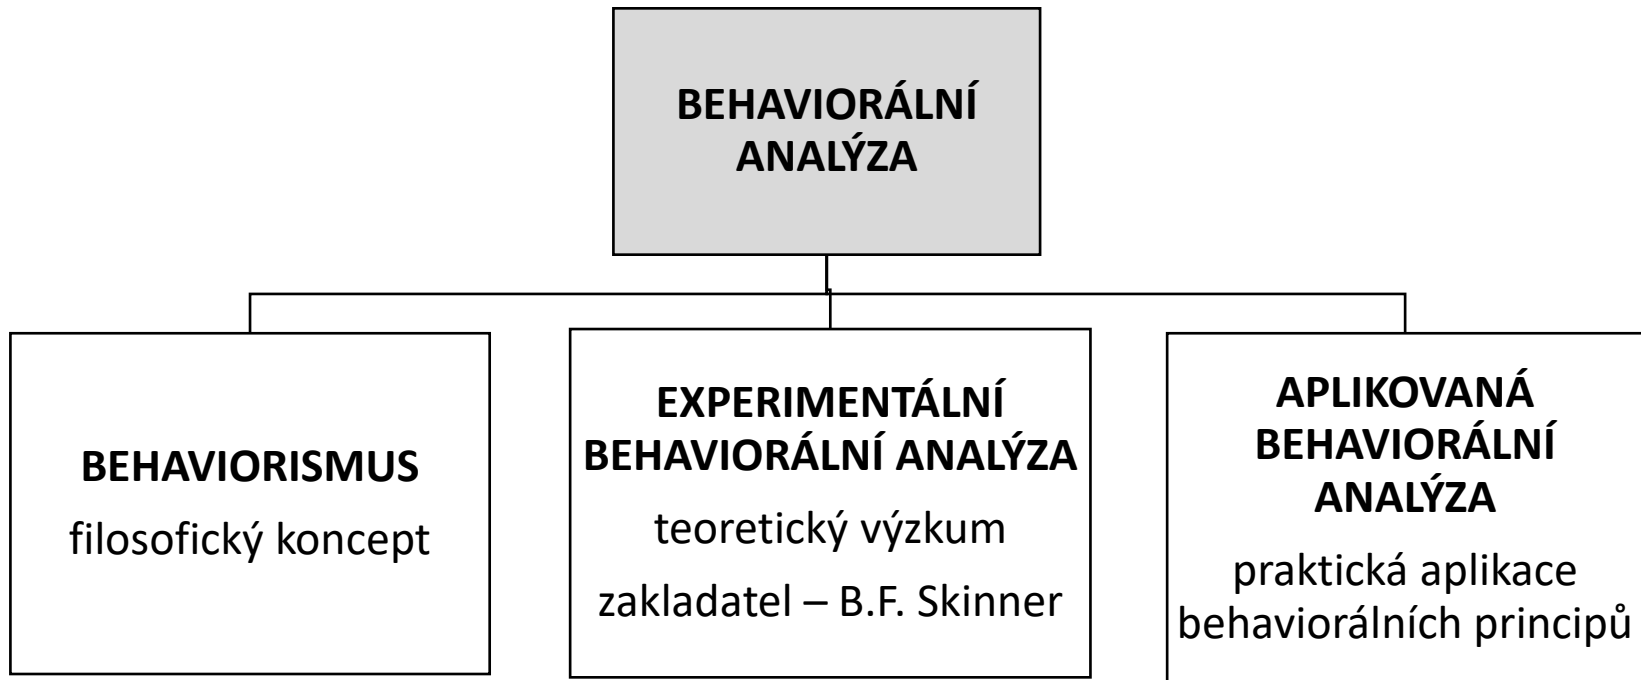 BEHAVIORÁLNÍ
ANALÝZA
BEHAVIORISMUS
filosofický koncept
EXPERIMENTÁLNÍ
BEHAVIORÁLNÍ ANALÝZA
teoretický výzkum
zakladatel – B.F. Skinner
APLIKOVANÁ
BEHAVIORÁLNÍ
ANALÝZA
praktická aplikace
behaviorálních principů